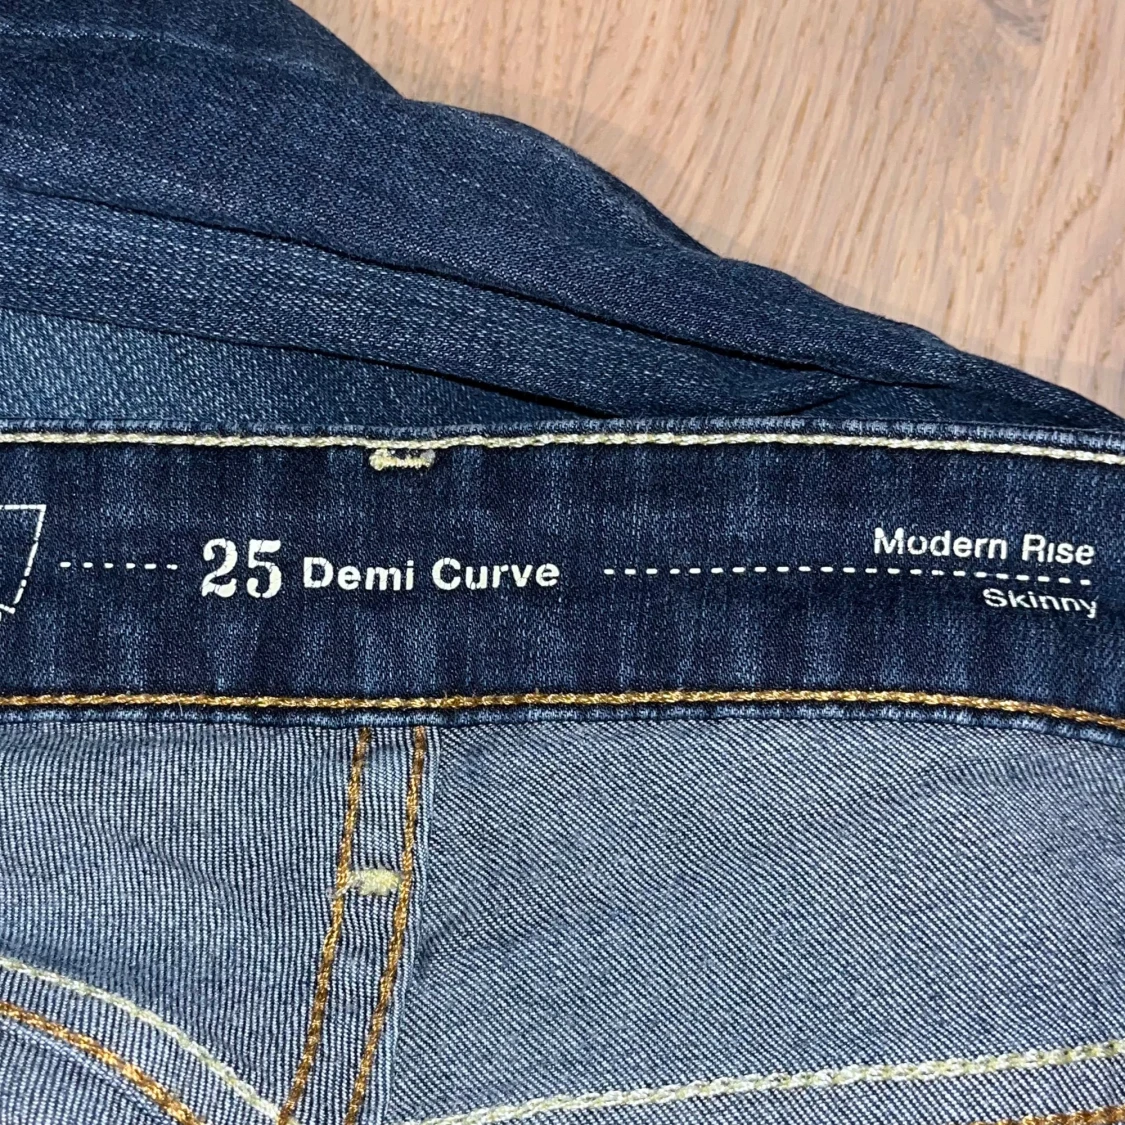 25 Demi Curve
Modern Rise
Skinny